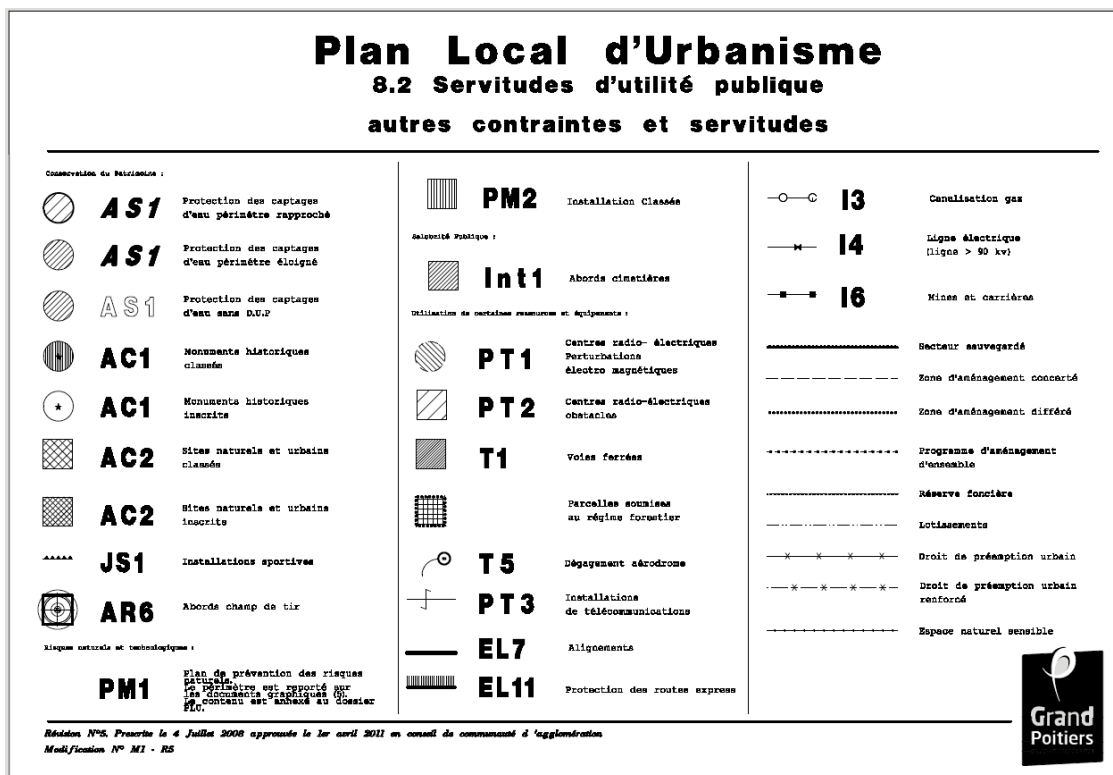 Plan Local d'Urbanisme
8.2 Servitudes d'utilité publique
autres contraintes et servitudes
Conservation du Patrimoine :
AS1 Protection des captages
d'eau périmètre rapproché
AS1 Protection des captages
d'eau périmètre éloigné
AS1 Protection des captages
d'eau sans D.U.P
AC1 Monuments historiques
classés
AC1 Monuments historiques
inscrits
AC2 Sites naturels et urbains
classés
AC2 Sites naturels et urbains
inscrits
JS1 Installations sportives
AR6 Abords champ de tir
Risques naturels et technologiques :
PM1 Plan de prévention des risques
naturels.
Le périmètre est reporté sur
les documents graphiques (5).
Le contenu est annexé au dossier
PLU.
PM2 Installation Classés
Salubrité Publique :
Int1 Abords cimetières
Utilisation de certaines ressources et équipements :
PT1 Centres radio- électriques
Perturbations
électro magnétiques
PT2 Centres radio-électriques
obstacles
T1 Voies ferrées
Parcelles soumises
au régime forestier
T5 Dégagement aérodrome
PT3 Installations
de télécommunications
EL7 Alignements
EL11 Protection des routes express
I3 Canalisation gaz
I4 Ligne électrique
(ligne > 90 kv)
I6 Mines et carrières
Secteur sauvegardé
Zone d'aménagement concerté
Zone d'aménagement différé
Programme d'aménagement
d'ensemble
Réserve foncière
Lotissements
Droit de préemption urbain
Droit de préemption urbain
renforcé
Espace naturel sensible
Révision N°5. Prescrite le 4 Juillet 2008 approuvée le 1er avril 2011 en conseil de communauté d 'agglomération
Modification N° M1 - R5
Grand
Poitiers